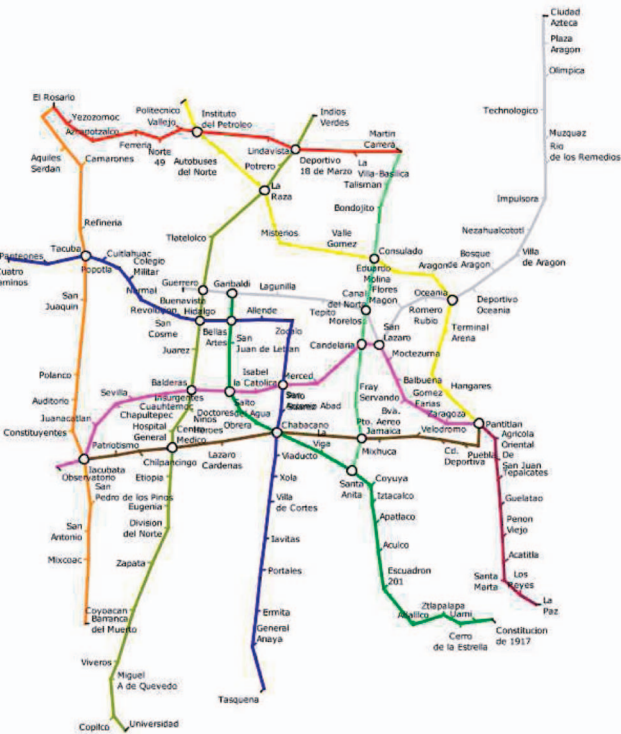 Ciudad
Azteca
Plaza
Aragon
Olimpica
Technologico
Muzquaz
Rio
de los Remedios
Impulsora
Nezahualcototl
Villa
de Aragon
Bosque
de Aragon
Politecnico
Instituto
del Petroleo
Vallejo
El Rosario
Yezozomoc
Azcapotzalco
Ferreria
Norte
49
Autobuses
del Norte
Indios
Verdes
Martin
Carrera
Lindavista
Deportivo
18 de Marzo
La
Villa-Basilica
Talisman
Potrero
La
Raza
Bondojito
Aquiles
Serdan
Camarones
Refineria
Tlatelolco
Misterios
Valle
Gomez
Consulado
Aragon
Eduardo
Molina
Tacuba
Cuitlahuac
Panteones
Cuatro
Popotla
Colegio
Militar
Normal
San
Juaquin
Guerrero
Garibaldi
Lagunilla
Buenavista
Revolucion
Hidalgo
San
Cosme
Bellas
Artes
Allende
Zocalo
San
Juan de Letran
Juarez
Canal
del Norte
Flores
Magon
Tepito
Morelos
Oceania
Deportivo
Oceania
Romero
Rubio
Terminal
Arena
San
Lazaro
Candelaria
Moctezuma
Hangares
Polanco
Auditorio
Juanacatlan
Constituyentes
Sevilla
Balderas
Insurgentes
Cuauhtemoc
Chapultepec
Isabel
la Catolica
Merced
Salto
del Agua
Doctores
Ninos
Heroes
Obrera
San
Antonio Abad
Hospital
General
Centro
Medico
Chabacano
Fray
Servando
Balbuena
Gomez
Farias
Bva.
Pto. Aereo
Zaragoza
Pantitlan
Patriotismo
Chilpancingo
Lazaro
Cardenas
La
Viga
Jamaica
Mixhuca
Velodromo
Cd.
Deportiva
Puebla
Agricola
Oriental
De
San Juan
Tepalcates
Observatorio
Tacubata
San
Pedro de los Pinos
San
Antonio
Mixcoac
Barranca
del Muerto
Etiopia
Eugenia
Division
del Norte
Zapata
Coyoacan
Viveros
Miguel
A de Quevedo
Copilco
Universidad
Viaducto
Xola
Villa
de Cortes
Iavitas
Portales
Ermita
General
Anaya
Tasquena
Santa
Anita
Coyuya
Iztacalco
Apatlaco
Aculco
Escuadron
201
Atlalilco
Ztlapalapa
Cerro
de la Estrella
Uami
Constitucion
de 1917
Guelatao
Penon
Viejo
Acatitla
Santa
Marta
Los
Reyes
La
Paz